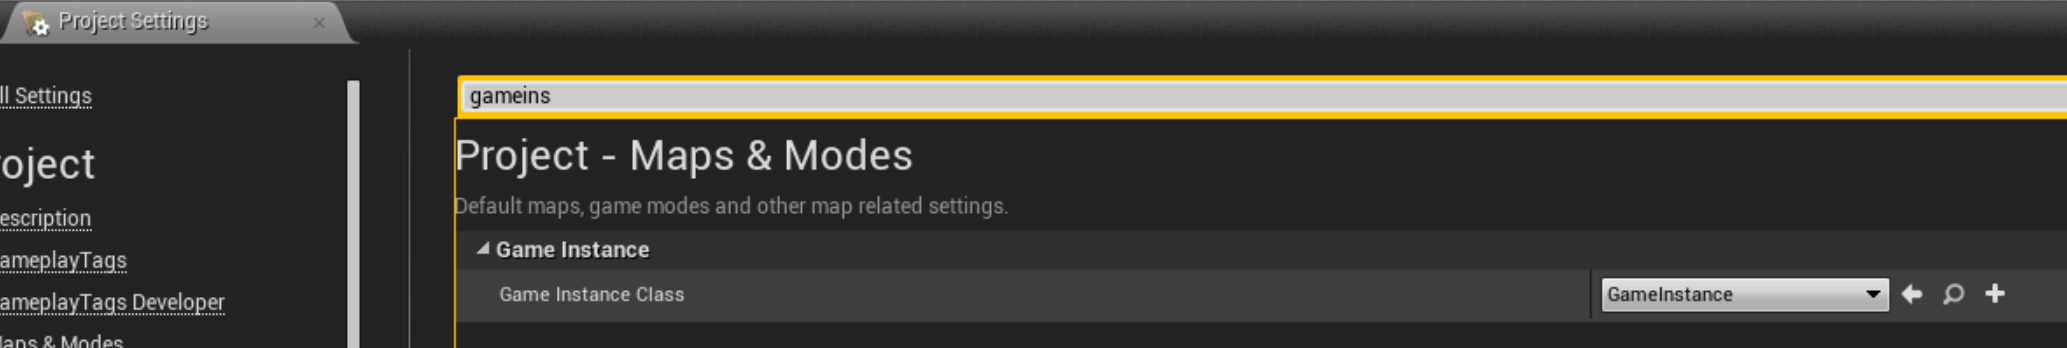 Project Settings
ll Settings
oject
escription
ameplayTags
ameplayTags Developer
aps & Modes
gameins
Project - Maps & Modes
Default maps, game modes and other map related settings.
Game Instance
Game Instance Class
GameInstance